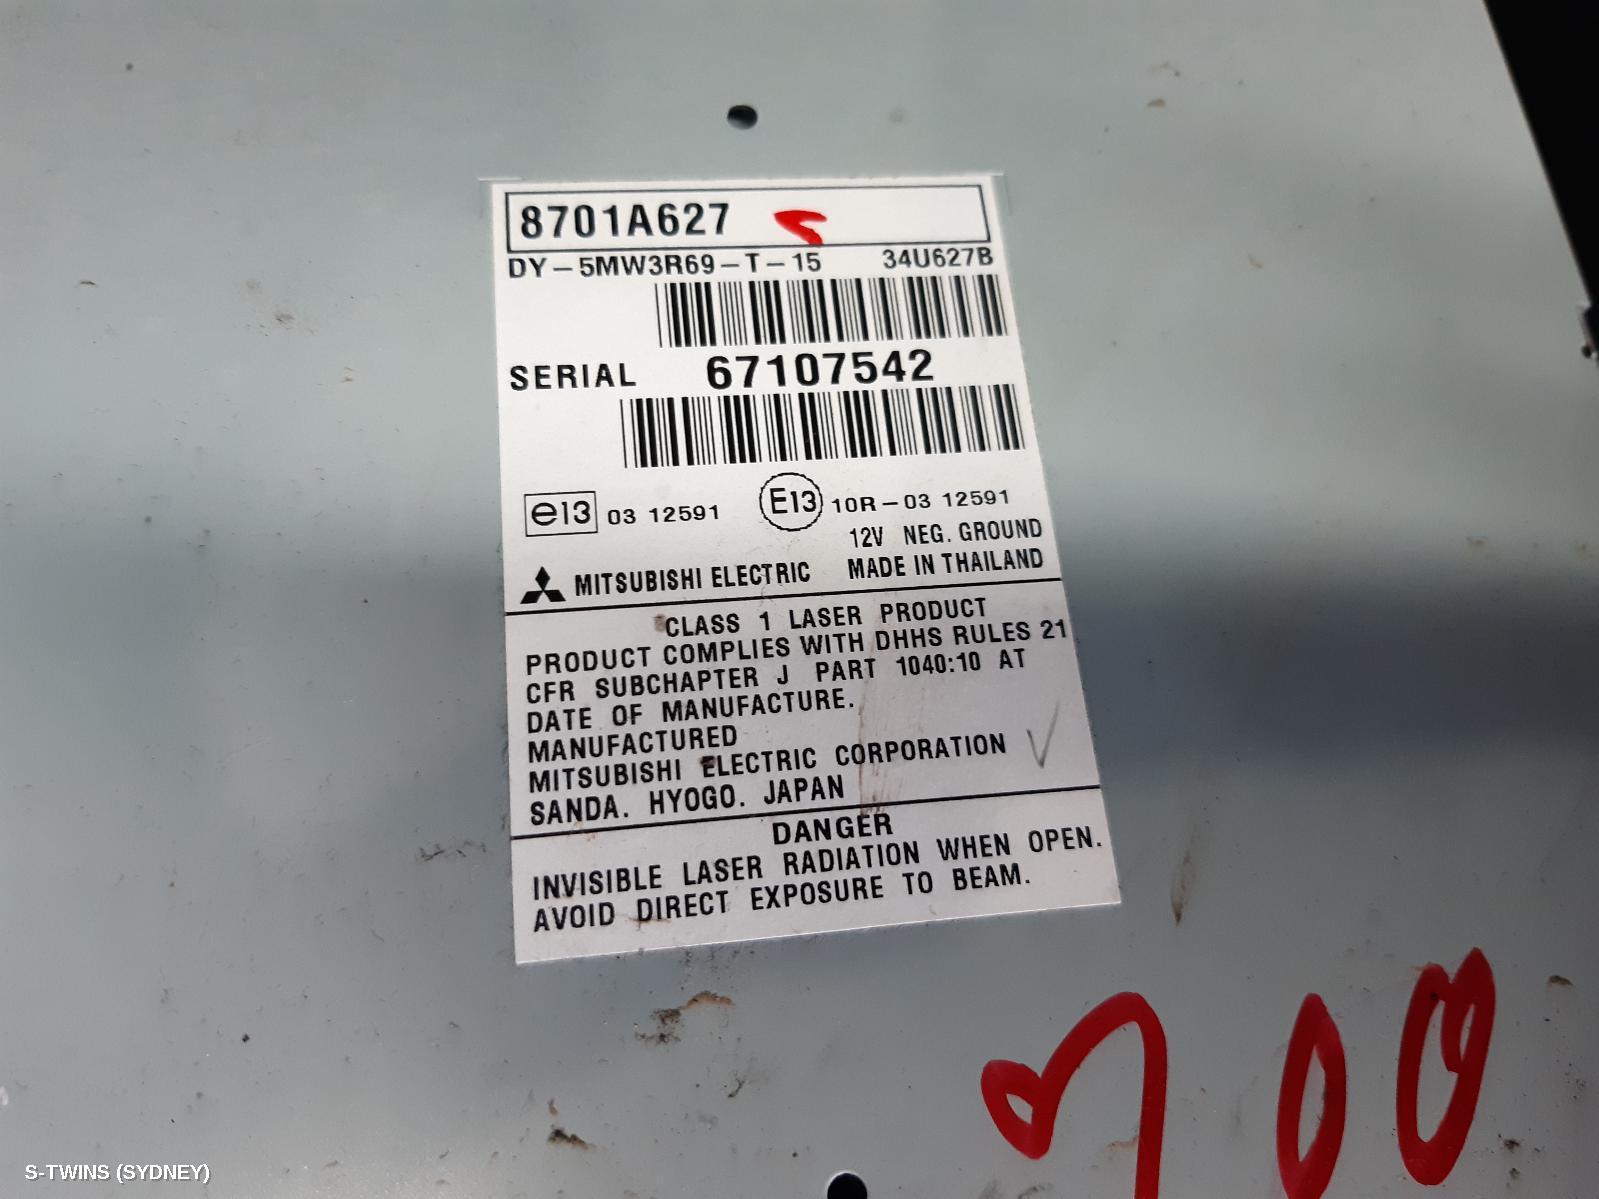 8701A627
DY-5MW3R69-T-15 34U627B
SERIAL 67107542
e13 03 12591 E13 10R-03 12591
12V NEG. GROUND
MITSUBISHI ELECTRIC MADE IN THAILAND
CLASS 1 LASER PRODUCT
PRODUCT COMPLIES WITH DHHS RULES 21
CFR SUBCHAPTER J PART 1040:10 AT
DATE OF MANUFACTURE.
MANUFACTURED
MITSUBISHI ELECTRIC CORPORATION
SANDA. HYOGO. JAPAN
DANGER
INVISIBLE LASER RADIATION WHEN OPEN.
AVOID DIRECT EXPOSURE TO BEAM.
S-TWINS (SYDNEY)